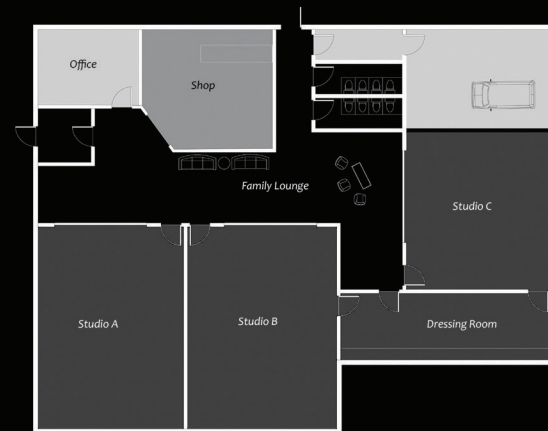 Office
Shop
Family Lounge
Studio C
Studio A
Studio B
Dressing Room